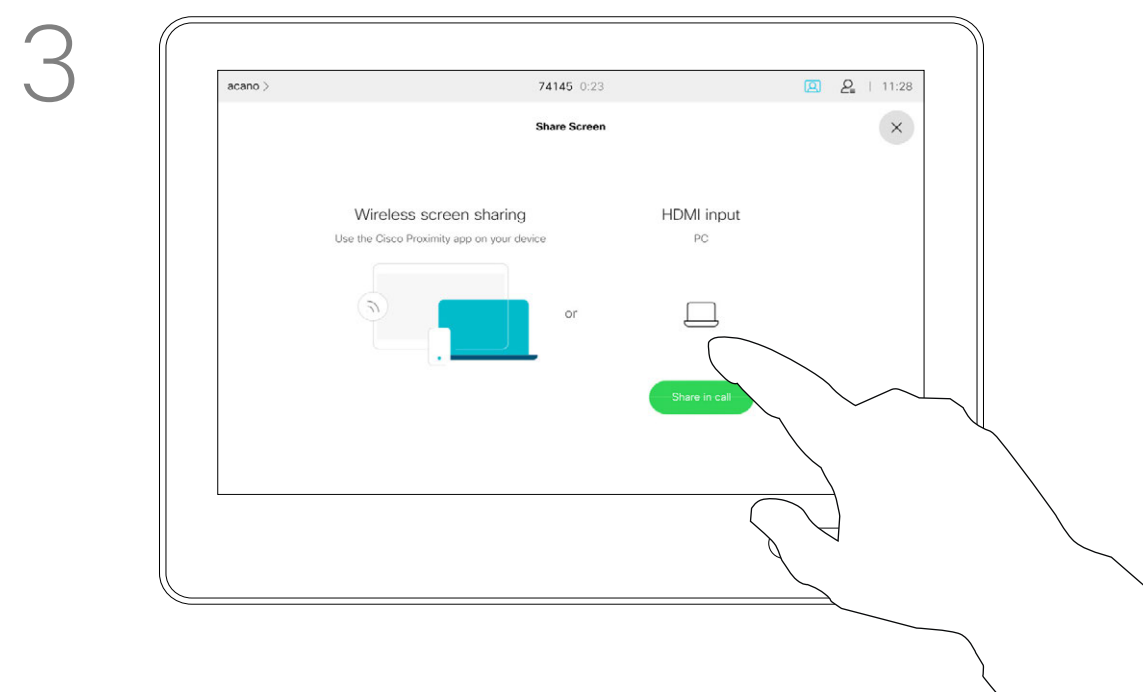 3
acano >
74145 0:23
11:28
Share Screen
Wireless screen sharing
Use the Cisco Proximity app on your device
or
HDMI input
PC
Share in call